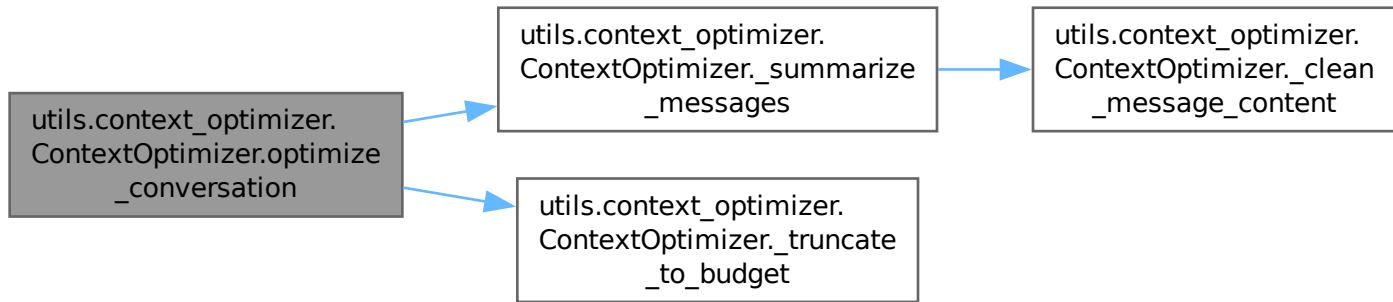 utils.context_optimizer.
ContextOptimizer.optimize
_conversation
utils.context_optimizer.
ContextOptimizer._summarize
_messages
utils.context_optimizer.
ContextOptimizer._clean
_message_content
utils.context_optimizer.
ContextOptimizer._truncate
_to_budget